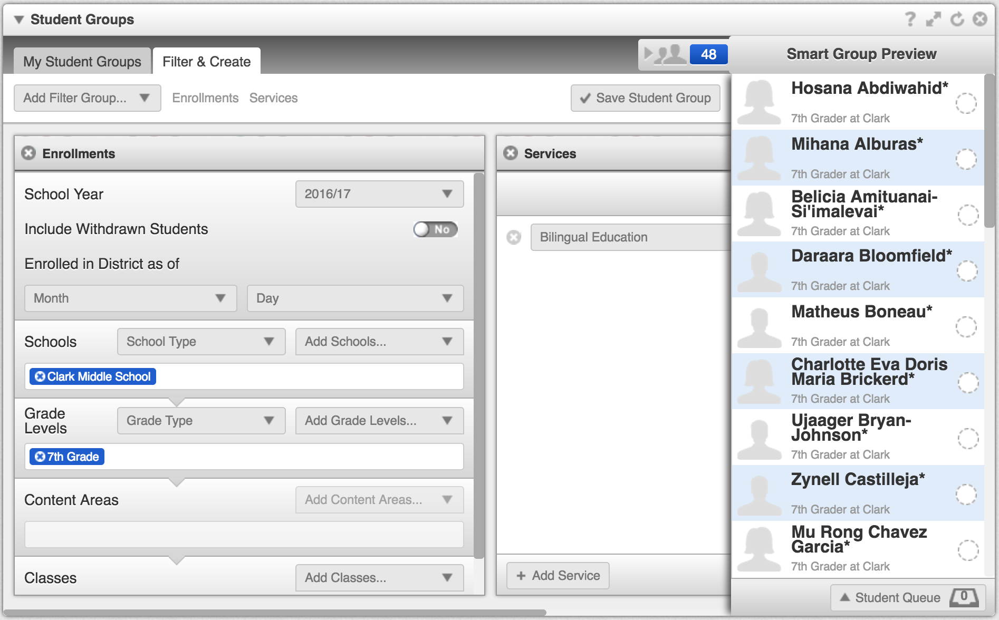 Student Groups
?
My Student Groups
Filter & Create
48
Smart Group Preview
Add Filter Group...
Enrollments
Services
Save Student Group
Enrollments
School Year
2016/17
Include Withdrawn Students
No
Enrolled in District as of
Month
Day
Schools
School Type
Add Schools...
Clark Middle School
Grade
Levels
Grade Type
Add Grade Levels...
7th Grade
Content Areas
Add Content Areas...
Classes
Add Classes...
Services
Bilingual Education
+ Add Service
Hosana Abdiwahid*
7th Grader at Clark
Mihana Alburas*
7th Grader at Clark
Belicia Amituanai-
Si'imalevai*
7th Grader at Clark
Daraara Bloomfield*
7th Grader at Clark
Matheus Boneau*
7th Grader at Clark
Charlotte Eva Doris
Maria Brickerd*
7th Grader at Clark
Ujaager Bryan-
Johnson*
7th Grader at Clark
Zynell Castilleja*
7th Grader at Clark
Mu Rong Chavez
Garcia*
7th Grader at Clark
Student Queue
0